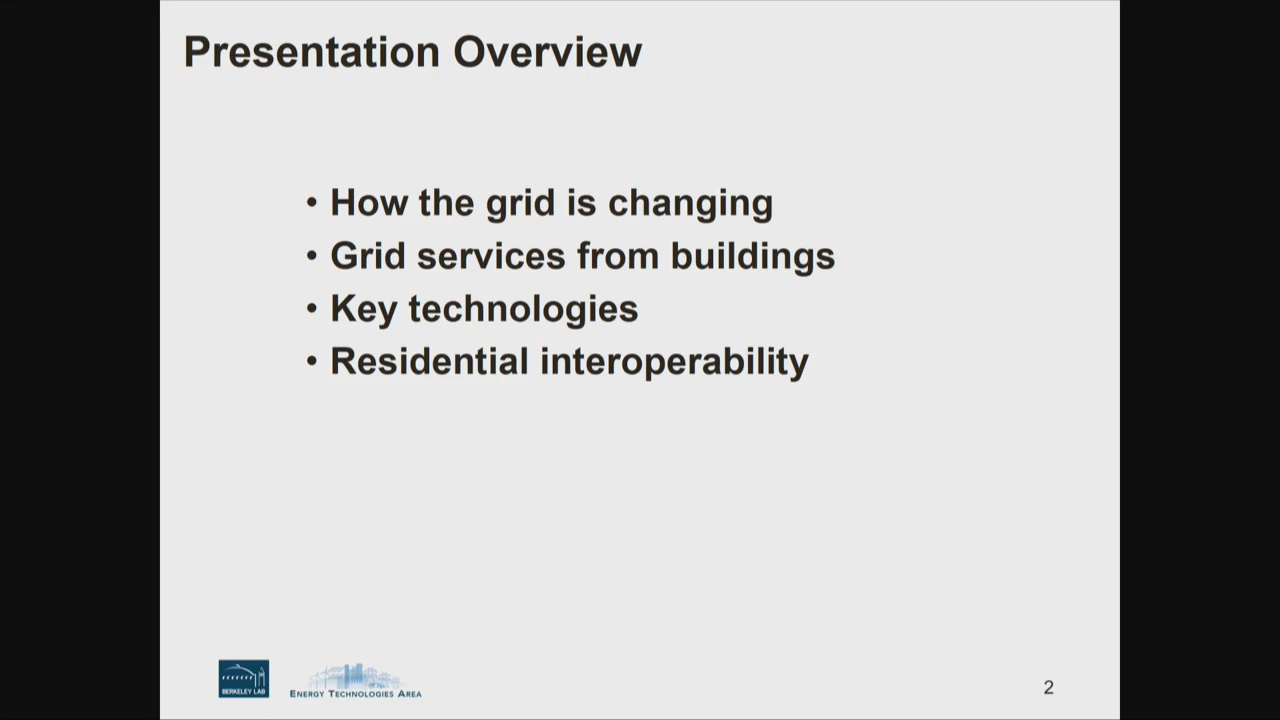 Presentation Overview
• How the grid is changing
• Grid services from buildings
• Key technologies
• Residential interoperability
BERKELEY LAB
ENERGY TECHNOLOGIES AREA
2